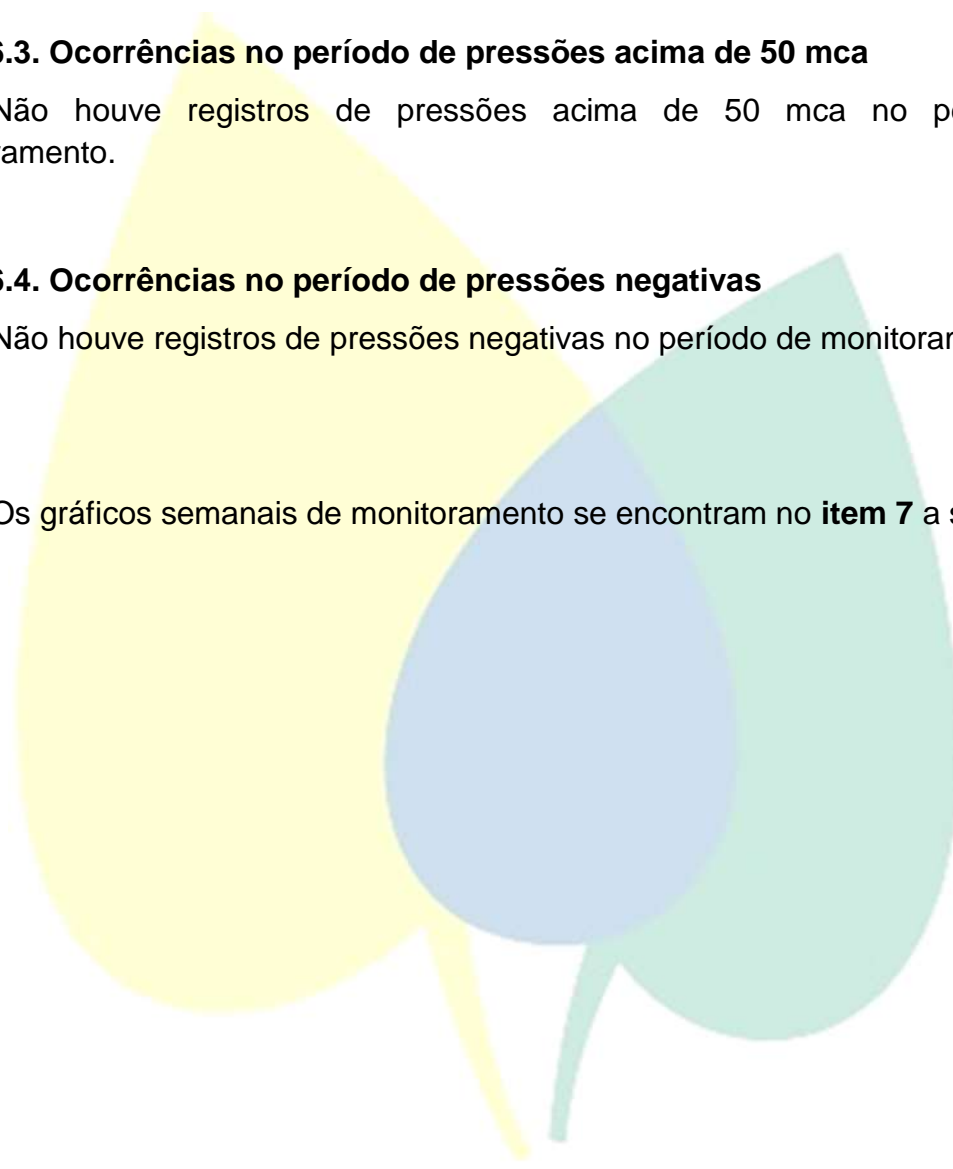 6.3. Ocorrências no período de pressões acima de 50 mca
Não houve registros de pressões acima de 50 mca no pe
ramento.
6.4. Ocorrências no período de pressões negativas
Não houve registros de pressões negativas no período de monitorar
Os gráficos semanais de monitoramento se encontram no item 7 a s